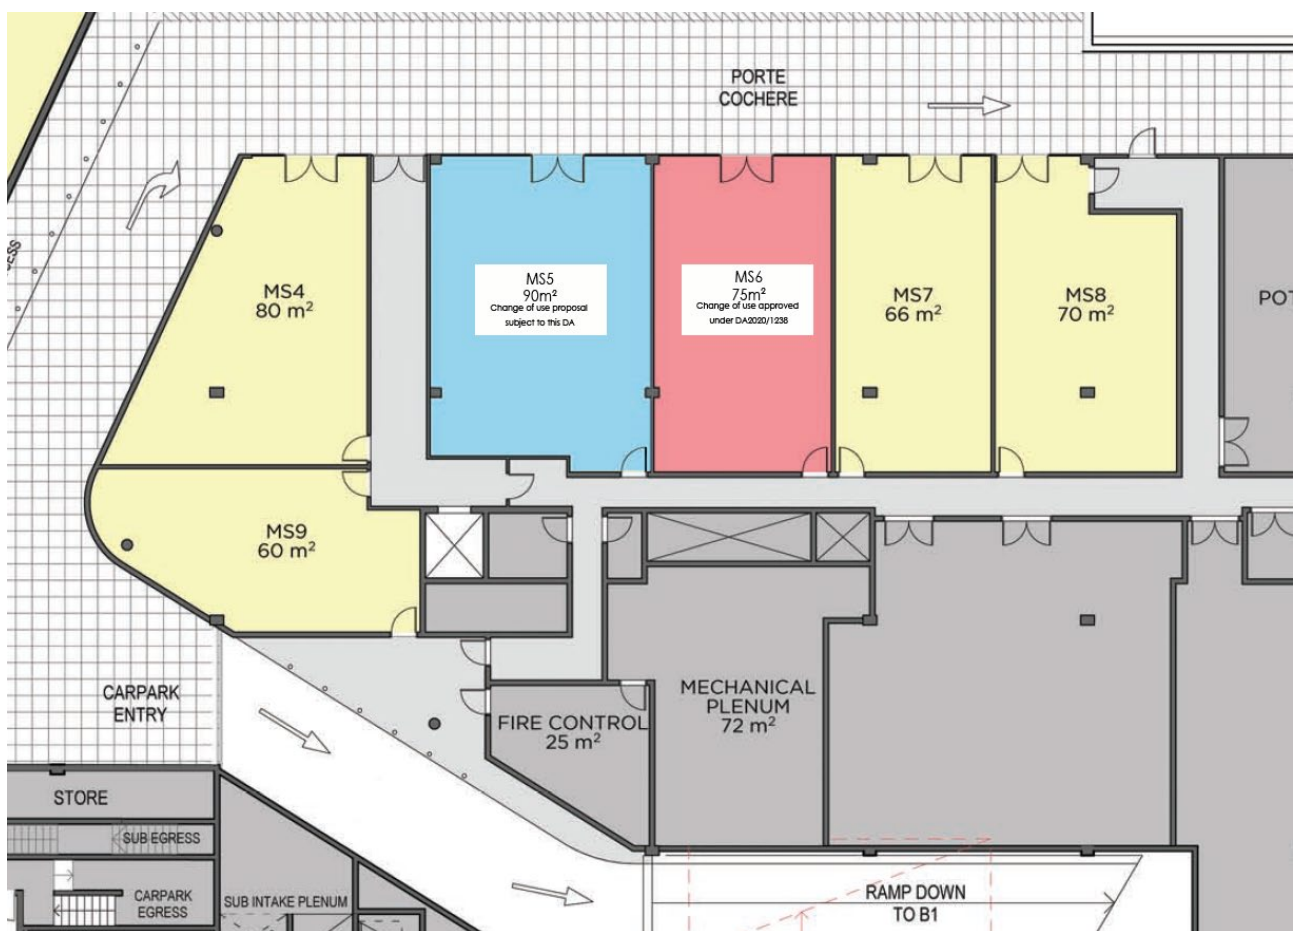 PORTE
COCHERE
MS4
80 m²
MS5
90m²
Change of use proposal
subject to this DA
MS6
75m²
Change of use approved
under DA2020/1238
MS7
66 m²
MS8
70 m²
MS9
60 m²
CARPARK
ENTRY
MECHANICAL
PLENUM
72 m²
FIRE CONTROL
25 m²
STORE
SUB EGRESS
CARPARK
EGRESS
SUB INTAKE PLENUM
RAMP DOWN
TO B1